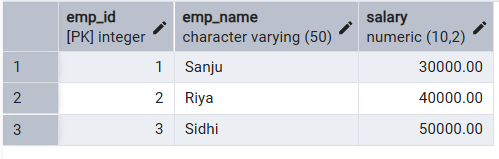 emp_id emp_name salary
[PK] integer character varying (50) numeric (10,2)
1 1 Sanju 30000.00
2 2 Riya 40000.00
3 3 Sidhi 50000.00